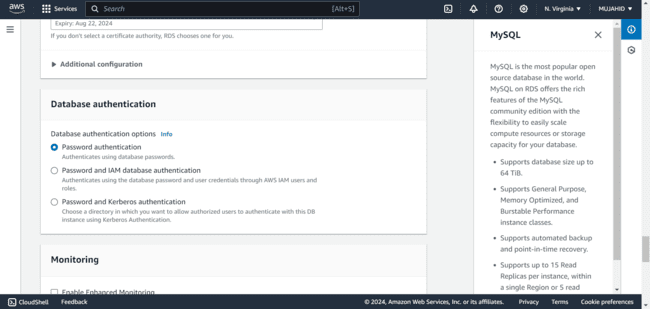 aws
Services
Search
[Alt+S]
N. Virginia
MUJAHID
Expiry: Aug 22, 2024
If you don't select a certificate authority, RDS chooses one for you.
Additional configuration
Database authentication
Database authentication options Info
Password authentication
Authenticates using database passwords.
Password and IAM database authentication
Authenticates using the database password and user credentials through AWS IAM users and
roles.
Password and Kerberos authentication
Choose a directory in which you want to allow authorized users to authenticate with this DB
instance using Kerberos Authentication.
Monitoring
Enable Enhanced Monitoring
MySQL
MySQL is the most popular open
source database in the world.
MySQL on RDS offers the rich
features of the MySQL
community edition with the
flexibility to easily scale
compute resources or storage
capacity for your database.
• Supports database size up to
64 TiB.
• Supports General Purpose,
Memory Optimized, and
Burstable Performance
instance classes.
• Supports automated backup
and point-in-time recovery.
• Supports up to 15 Read
Replicas per instance, within
a single Region or 5 read
CloudShell
Feedback
© 2024, Amazon Web Services, Inc. or its affiliates.
Privacy
Terms
Cookie preferences